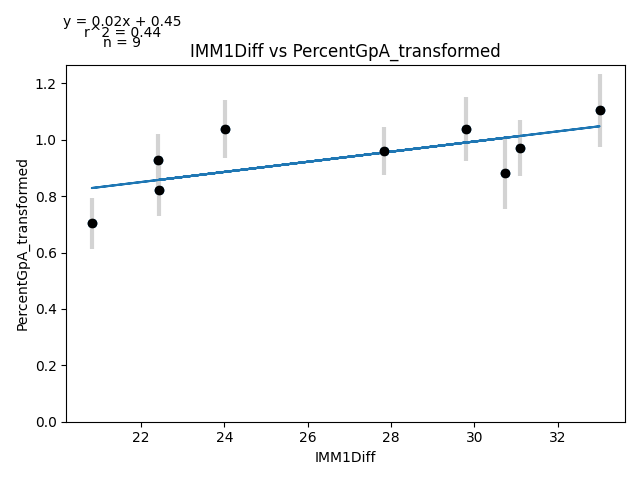 y = 0.02x + 0.45
r^2 = 0.44
n = 9
IMM1Diff vs PercentGpA_transformed
1.2
1.0
0.8
0.6
0.4
0.2
0.0
PercentGpA_transformed
22 24 26 28 30 32
IMM1Diff